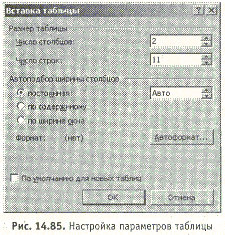 Вставка таблицы
Размер таблицы
Число столбцов: 2
Число строк: 11
Автоподбор ширины столбцов
постоянная: Авто
по содержимому
по ширине окна
Формат: (нет) Автоформат...
По умолчанию для новых таблиц
ОК Отмена
Рис. 14.85. Настройка параметров таблицы